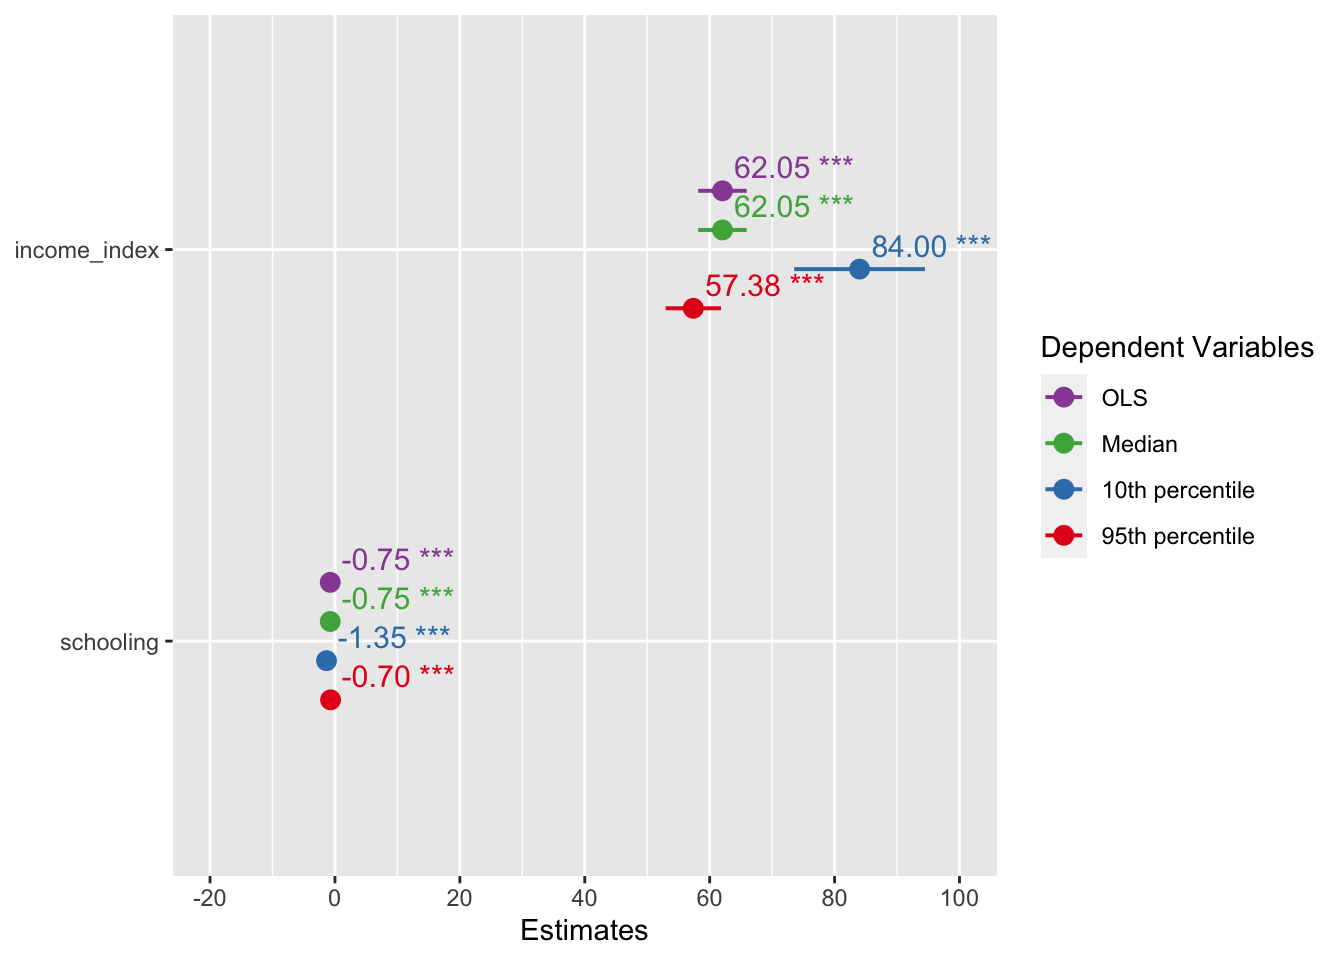 62.05 ***
62.05 ***
84.00 ***
57.38 ***
income_index
-0.75 ***
-0.75 ***
-1.35 ***
-0.70 ***
schooling
-20 0 20 40 60 80 100
Estimates
Dependent Variables
OLS
Median
10th percentile
95th percentile